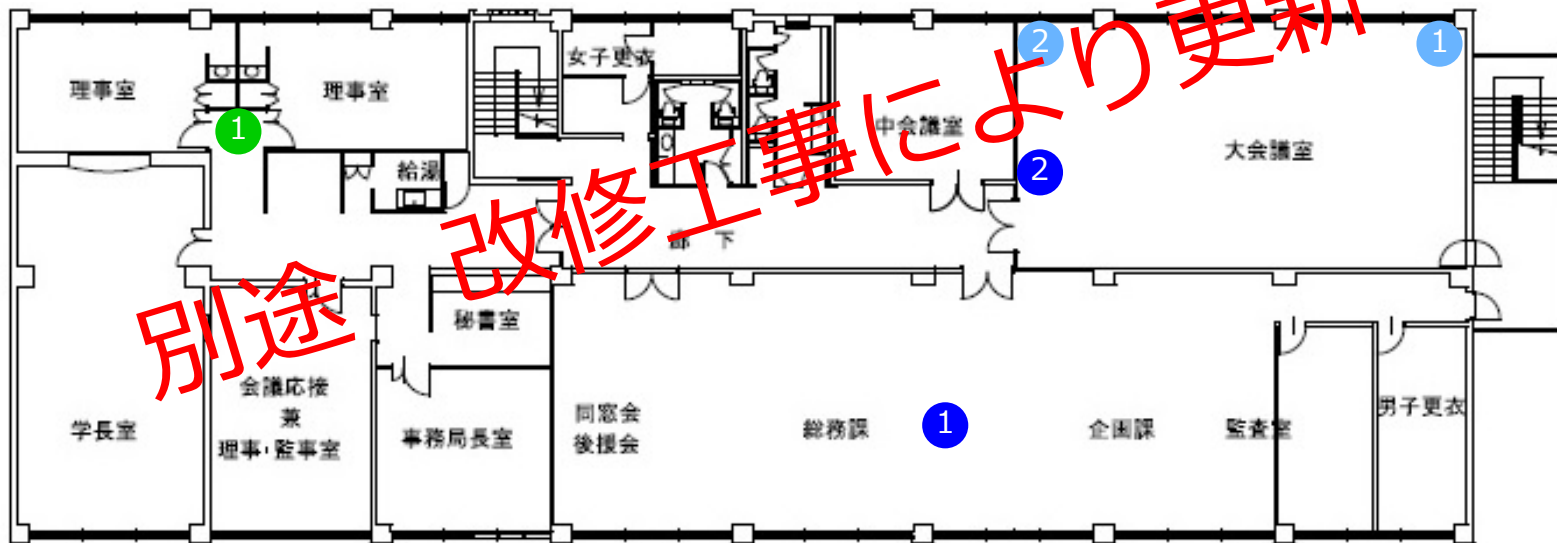 別途 改修工事により更新
理事室
理事室
女子更衣
2
1
1
中会議室
大会議室
給湯
2
廊 下
秘書室
会議応接
兼
理事・監事室
学長室
事務局長室
同窓会
後援会
総務課
1
企画課
監査室
男子更衣